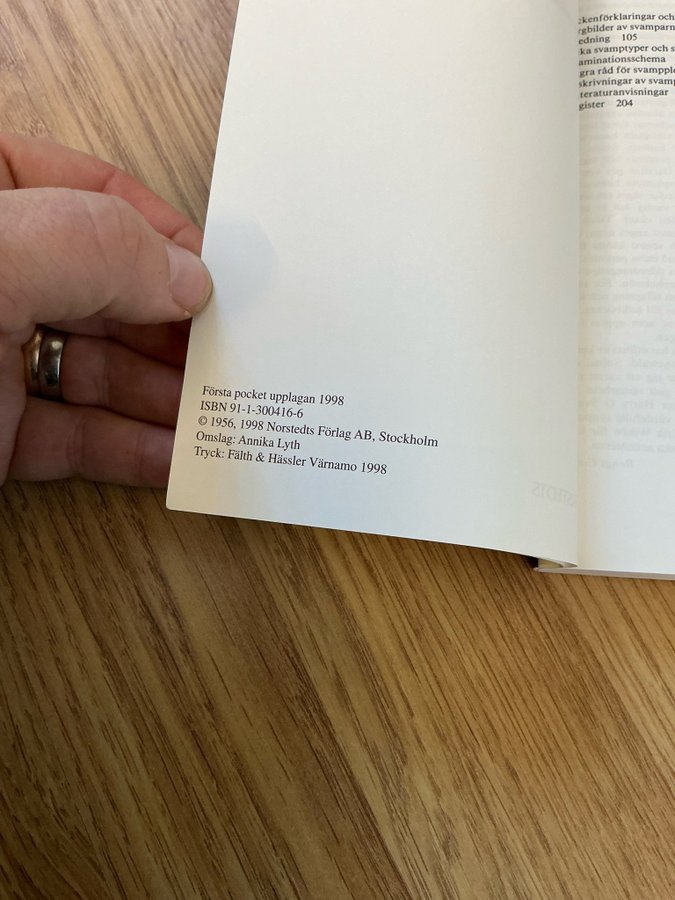 Första pocket upplagan 1998
ISBN 91-1-300416-6
© 1956, 1998 Norstedts Förlag AB, Stockholm
Omslag: Annika Lyth
Tryck: Fälth & Hässler Värnamo 1998
ckenförklaringar och
rgbilder av svamparn
edning 105
ka svamptyper och s
aminationsschema
gra råd för svampple
skrivningar av svamp
teraturanvisningar
gister 204